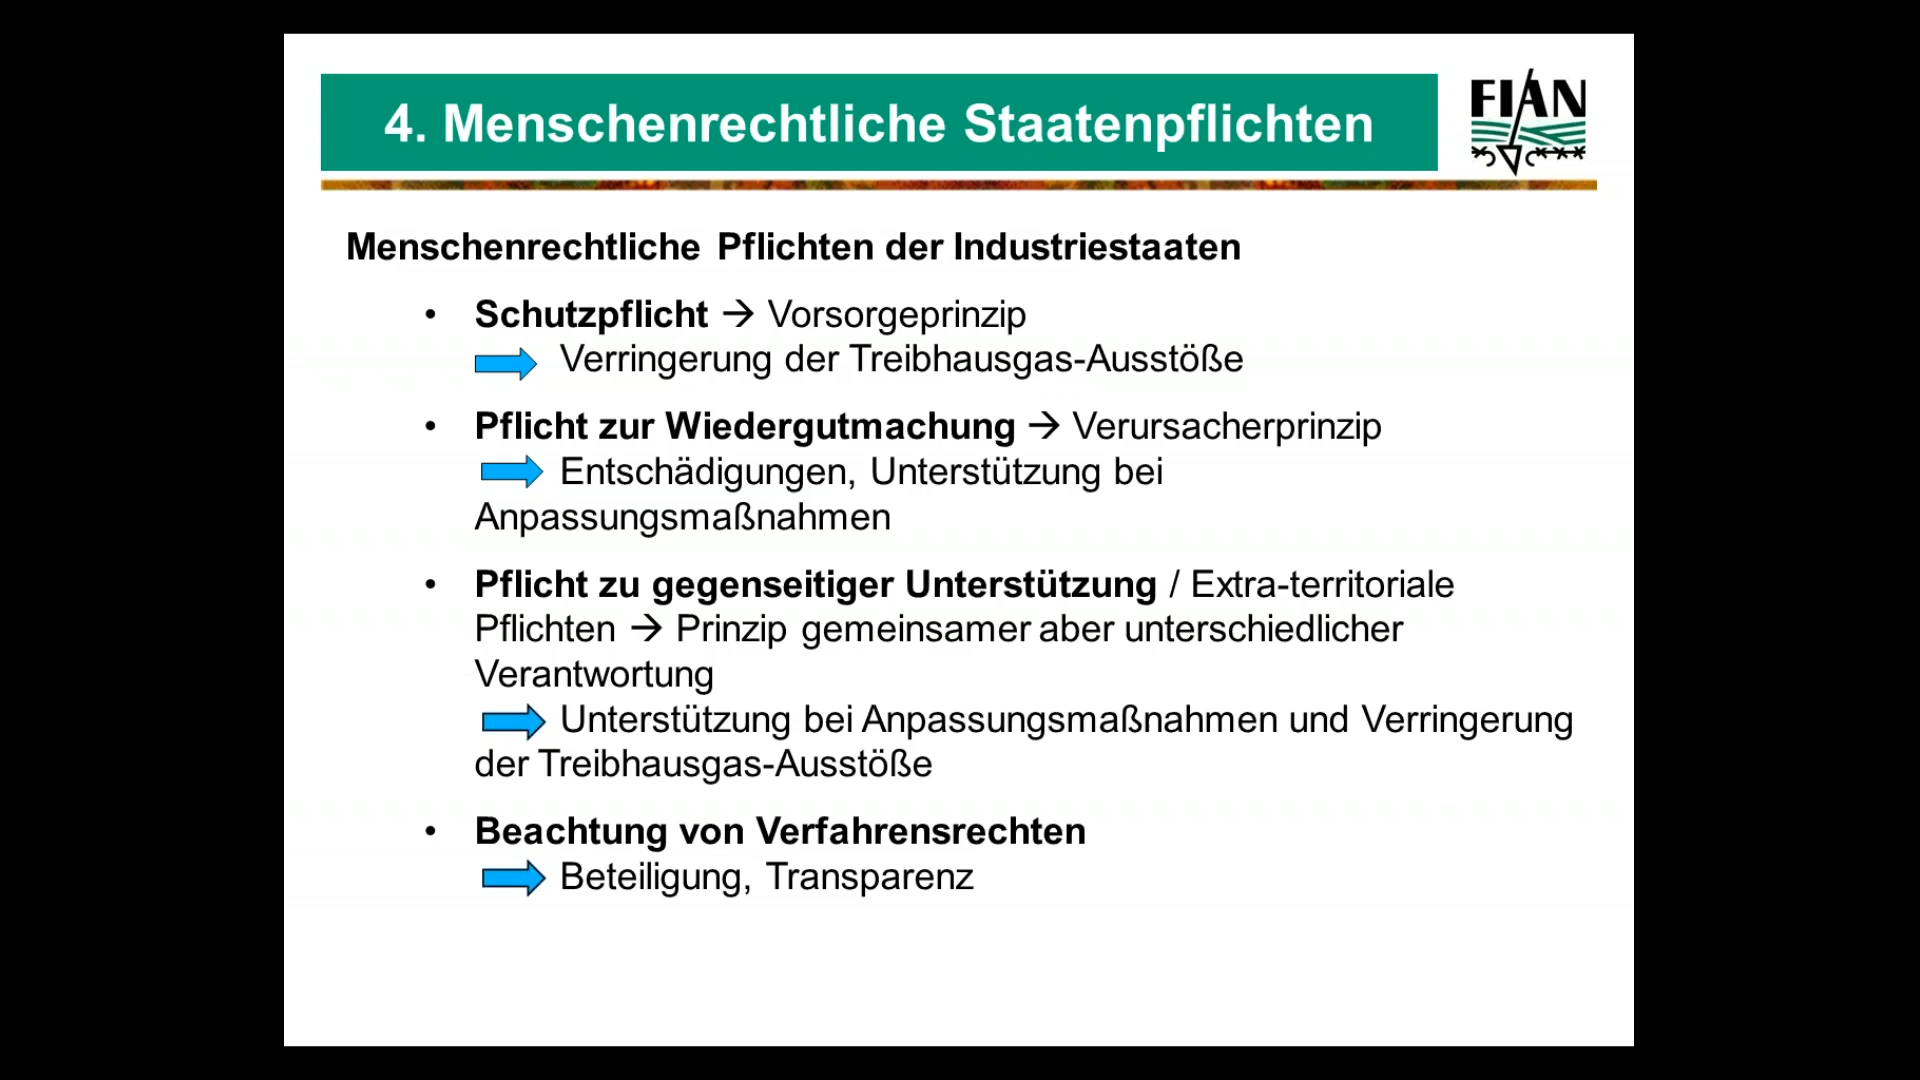 4. Menschenrechtliche Staatenpflichten
FIAN
Menschenrechtliche Pflichten der Industriestaaten
• Schutzpflicht → Vorsorgeprinzip
Verringerung der Treibhausgas-Ausstöße
• Pflicht zur Wiedergutmachung → Verursacherprinzip
Entschädigungen, Unterstützung bei
Anpassungsmaßnahmen
• Pflicht zu gegenseitiger Unterstützung / Extra-territoriale
Pflichten → Prinzip gemeinsamer aber unterschiedlicher
Verantwortung
Unterstützung bei Anpassungsmaßnahmen und Verringerung
der Treibhausgas-Ausstöße
• Beachtung von Verfahrensrechten
Beteiligung, Transparenz